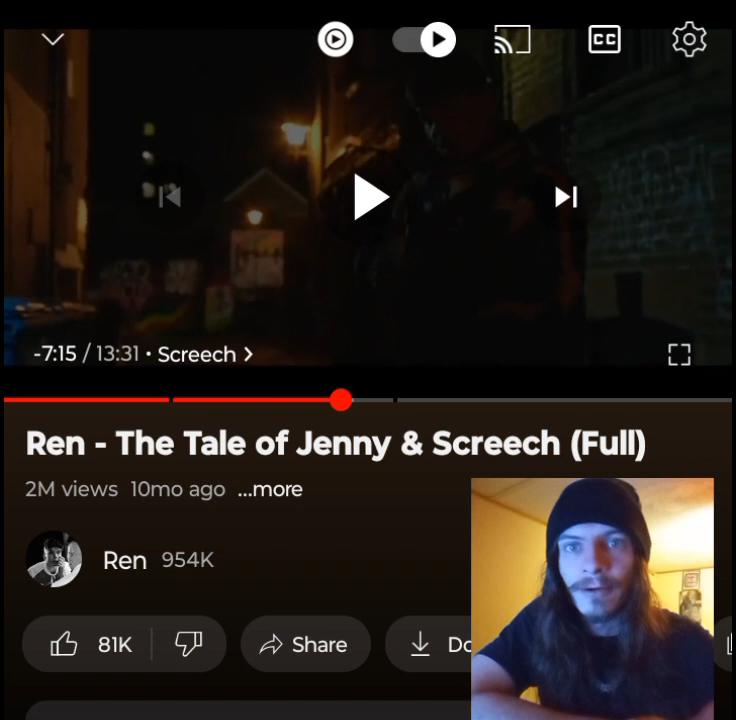 CC
-7:15 / 13:31 • Screech >
Ren - The Tale of Jenny & Screech (Full)
2M views 10mo ago ...more
Ren 954K
81K
Share
Do